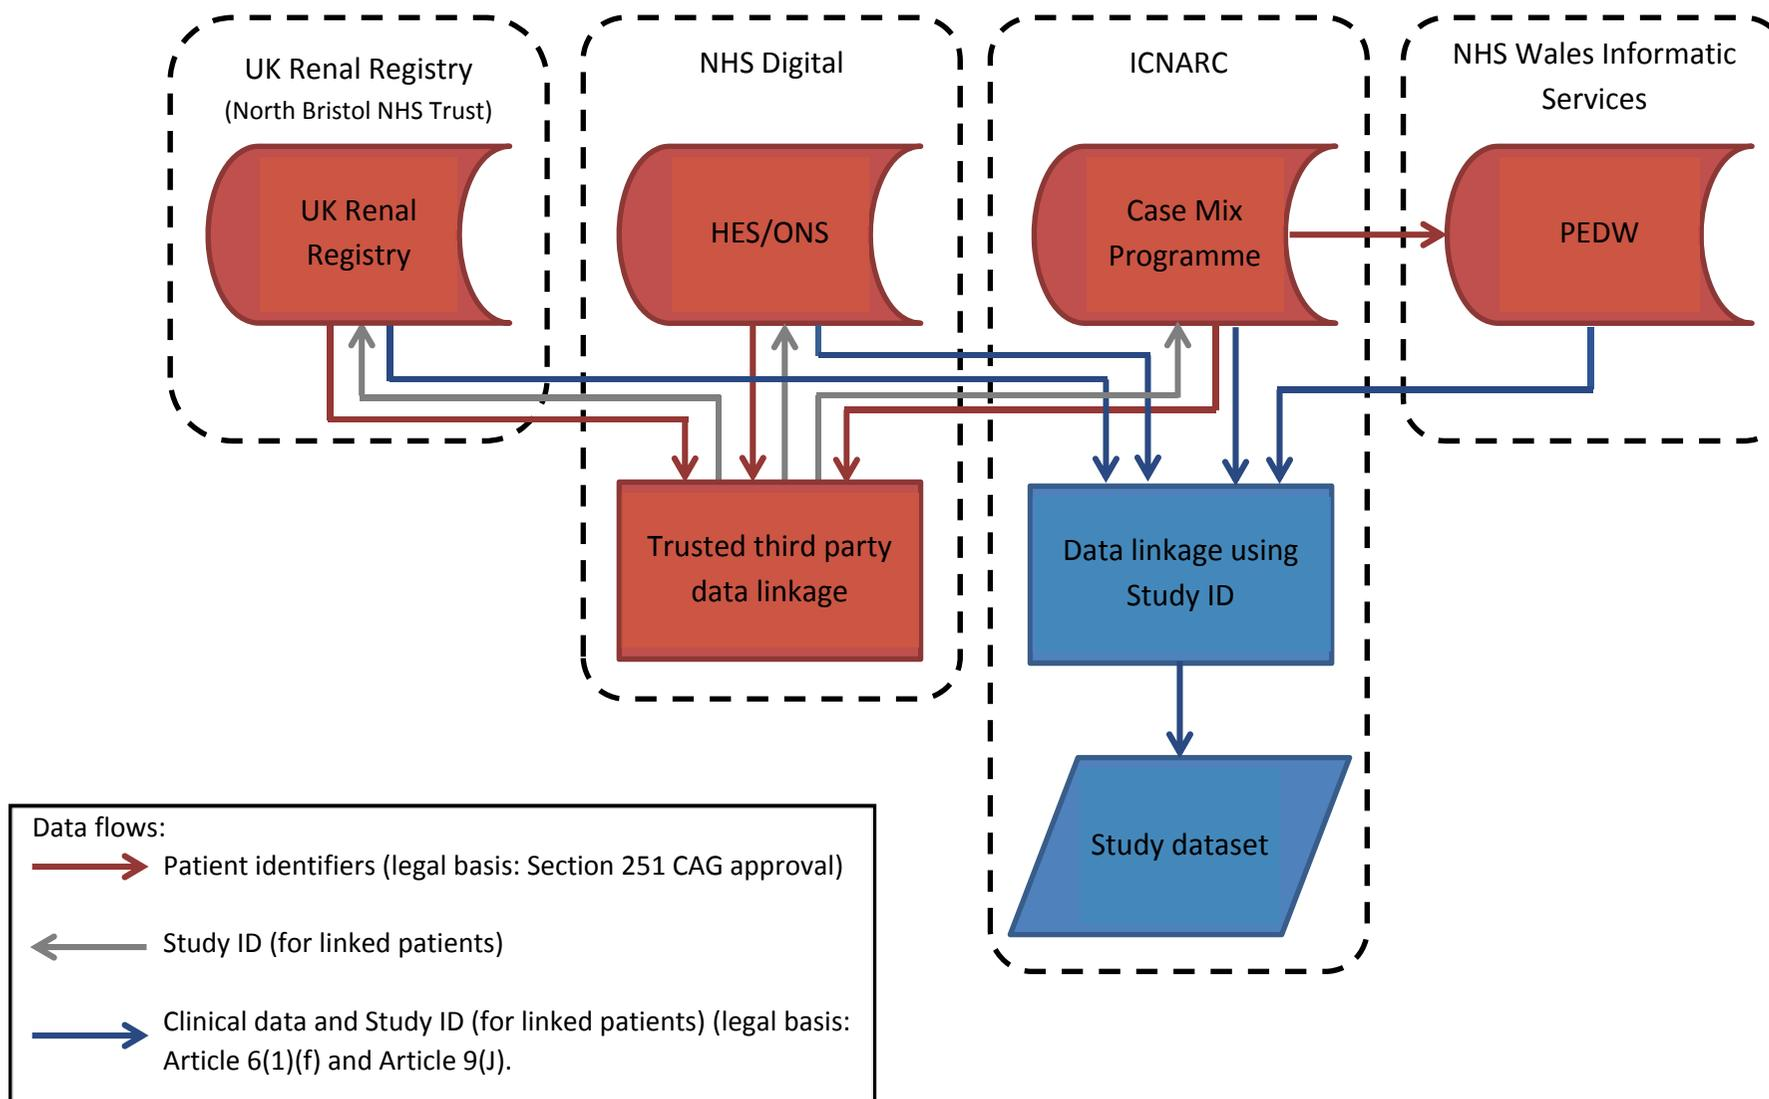 UK Renal Registry
(North Bristol NHS Trust)
NHS Digital
ICNARC
NHS Wales Informatic
Services
UK Renal
Registry
HES/ONS
Case Mix
Programme
PEDW
Trusted third party
data linkage
Data linkage using
Study ID
Study dataset
Data flows:
Patient identifiers (legal basis: Section 251 CAG approval)
Study ID (for linked patients)
Clinical data and Study ID (for linked patients) (legal basis:
Article 6(1)(f) and Article 9(J).